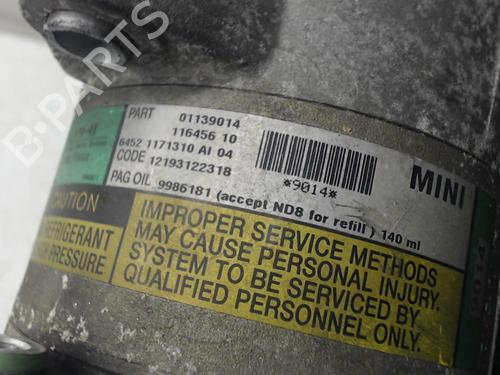 PART 01139014
116456 10
6452 1171310 AI 04
CODE 12193122318
PAG OIL 9986181 (accept ND8 for refill) 140 ml
*9014*
MINI
CAUTION
REFRIGERANT
PRESSURE
IMPROPER SERVICE METHODS
MAY CAUSE PERSONAL INJURY.
SYSTEM TO BE SERVICED BY
QUALIFIED PERSONNEL ONLY.
9014
B-PARTS